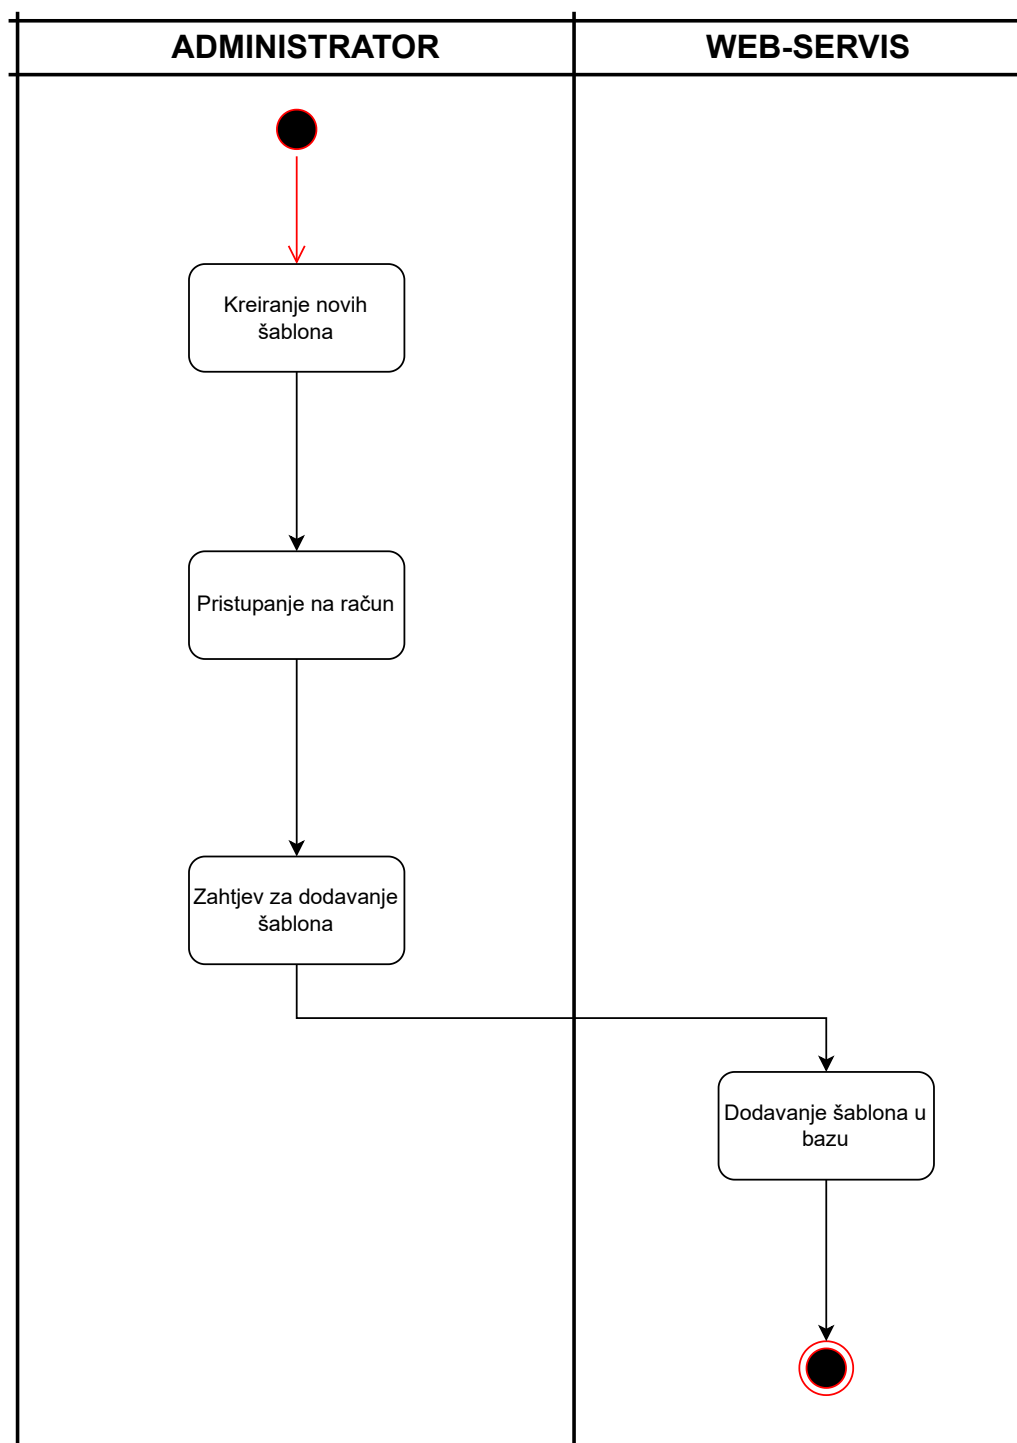 ADMINISTRATOR
WEB-SERVIS
Kreiranje novih
šablona
Pristupanje na račun
Zahtjev za dodavanje
šablona
Dodavanje šablona u
bazu